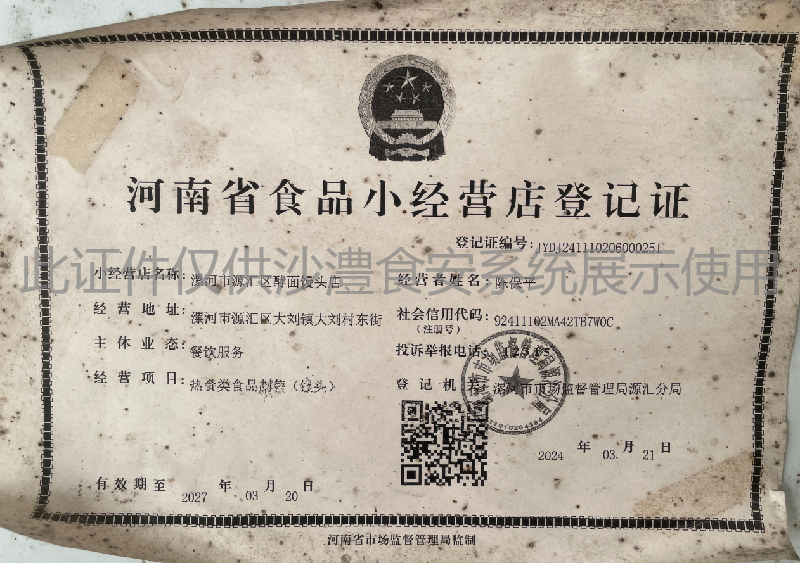 河南省食品小经营店登记证
登记证编号:JYDJ24111020600025
此证件仅供沙澧食安系统展示使用
小经营店名称: 漯河市源汇区酵面馍头店
经营者姓名: 陈保平
经营地址: 漯河市源汇区大刘镇大刘村东街
社会信用代码: 92411102MA42TB7W0C
(注册号)
主体业态: 餐饮服务
投诉举报电话: 12315
经营项目: 热食类食品制售(馒头)
登记机关: 漯河市市场监督管理局源汇分局
2024 年 03 月 21 日
有效期至 2027 年 03 月 20 日
河南省市场监督管理局监制